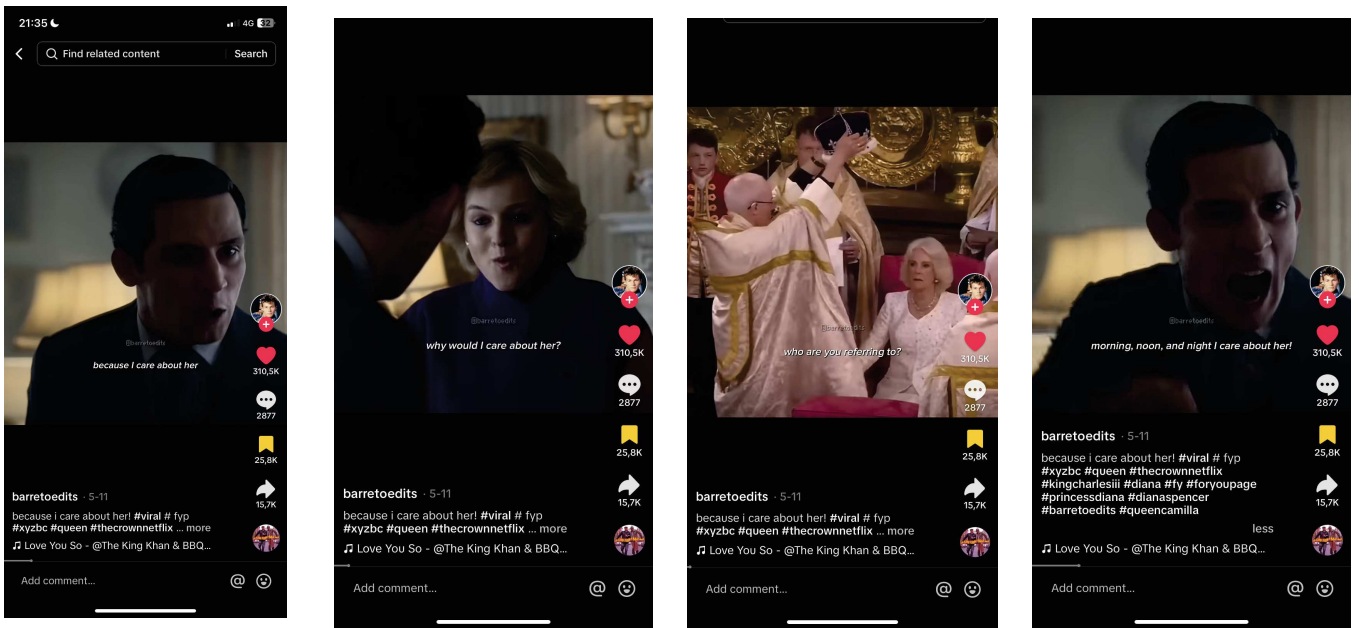 21:35
4G 32
Find related content
Search
@barretoedits
because I care about her
310,5K
2877
25,8K
15,7K
barretoedits · 5-11
because i care about her! #viral # fyp
#xyzbc #queen #thecrownnetflix ... more
Love You So - @The King Khan & BBQ...
Add comment...
@barretoedits
why would I care about her?
310,5K
2877
25,8K
15,7K
barretoedits · 5-11
because i care about her! #viral # fyp
#xyzbc #queen #thecrownnetflix ... more
Love You So - @The King Khan & BBQ...
Add comment...
@barretoedits
who are you referring to?
310,5K
2877
25,8K
15,7K
barretoedits · 5-11
because i care about her! #viral # fyp
#xyzbc #queen #thecrownnetflix ... more
Love You So - @The King Khan & BBQ...
Add comment...
@barretoedits
morning, noon, and night I care about her!
310,5K
2877
25,8K
15,7K
barretoedits · 5-11
because i care about her! #viral # fyp
#xyzbc #queen #thecrownnetflix
#kingcharlesiii #diana #fy #foryoupage
#princessdiana #dianaspencer
#barretoedits #queencamilla
less
Love You So - @The King Khan & BBQ...
Add comment...